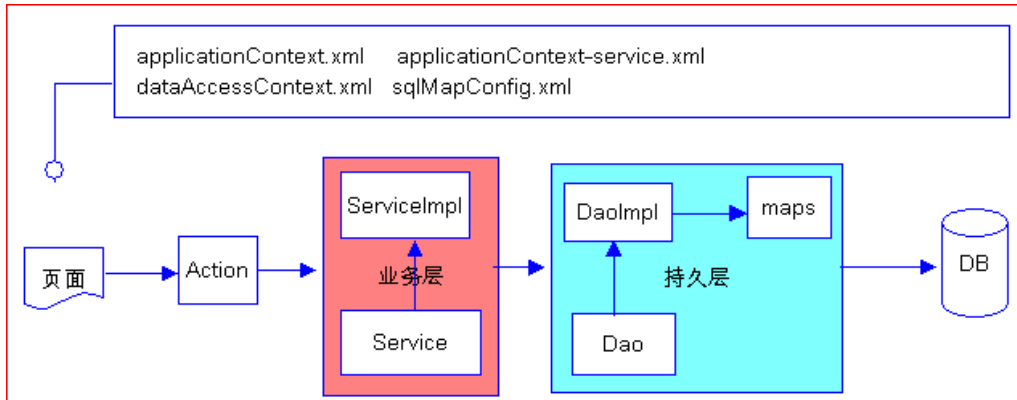 applicationContext.xml applicationContext-service.xml
dataAccessContext.xml sqlMapConfig.xml
页面
Action
ServiceImpl
业务层
Service
DaoImpl
maps
持久层
Dao
DB